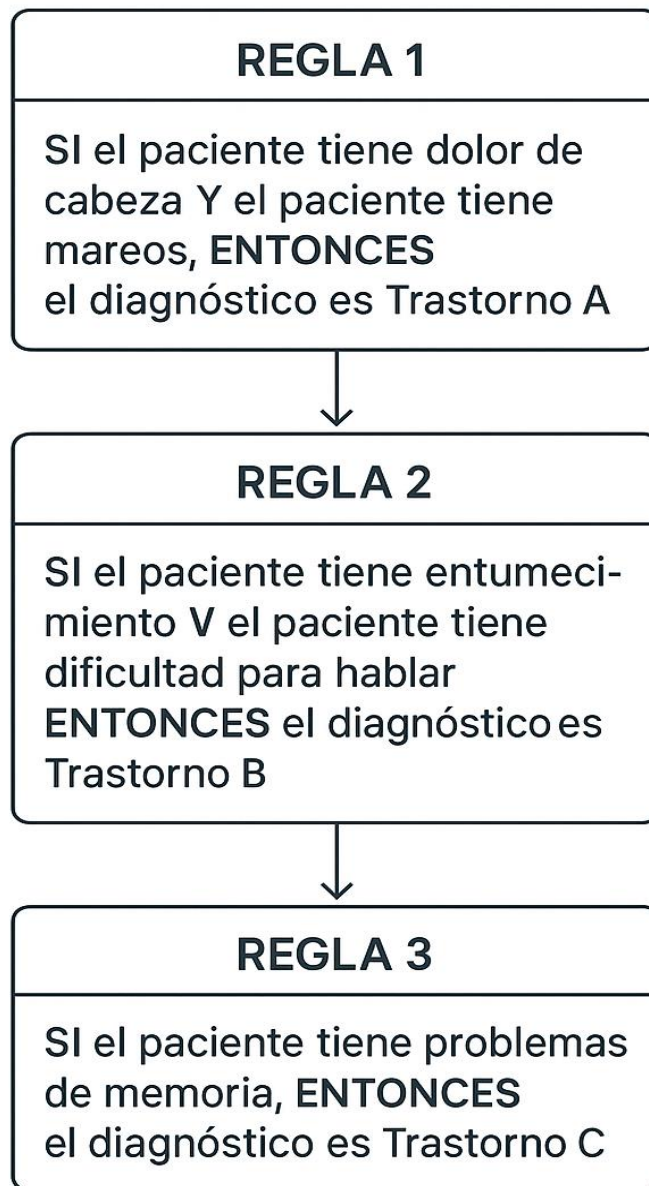 REGLA 1
SI el paciente tiene dolor de
cabeza Y el paciente tiene
mareos, ENTONCES
el diagnóstico es Trastorno A
REGLA 2
SI el paciente tiene entumeci-
miento V el paciente tiene
dificultad para hablar
ENTONCES el diagnóstico es
Trastorno B
REGLA 3
SI el paciente tiene problemas
de memoria, ENTONCES
el diagnóstico es Trastorno C